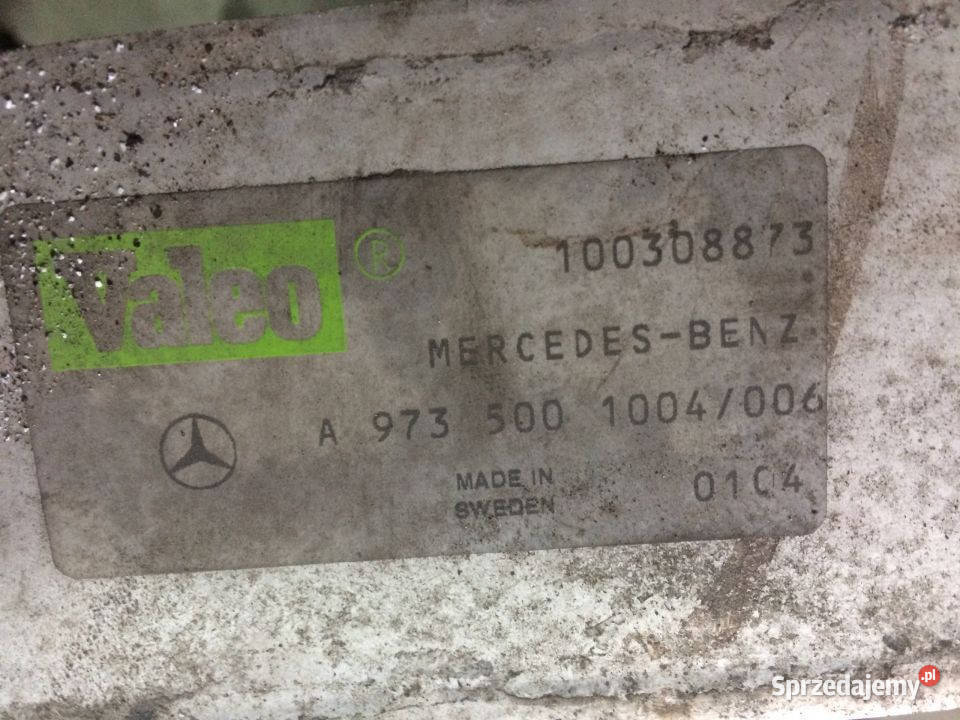 Valeo ® 100308873
MERCEDES-BENZ
A 973 500 1004/006
MADE IN
SWEDEN
0104
Sprzedajemy.pl